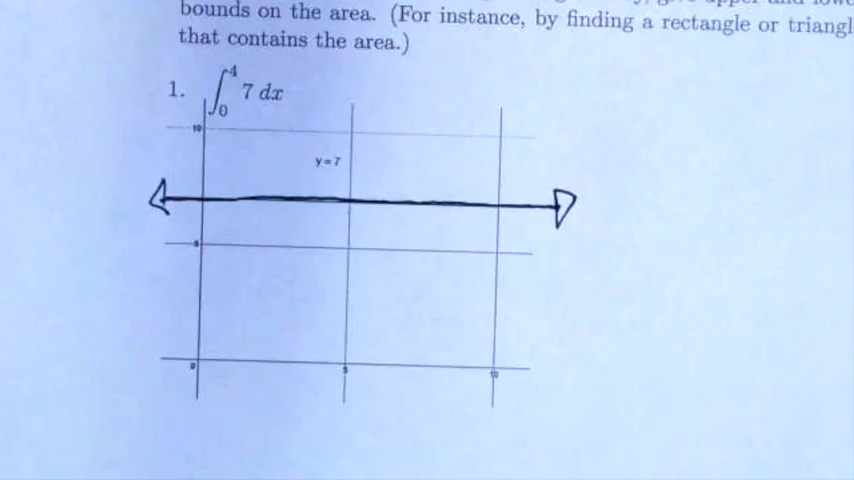 bounds on the area. (For instance, by finding a rectangle or triangl
that contains the area.)
1. ∫₀⁴ 7 dx
10
y=7
5
0
5
10